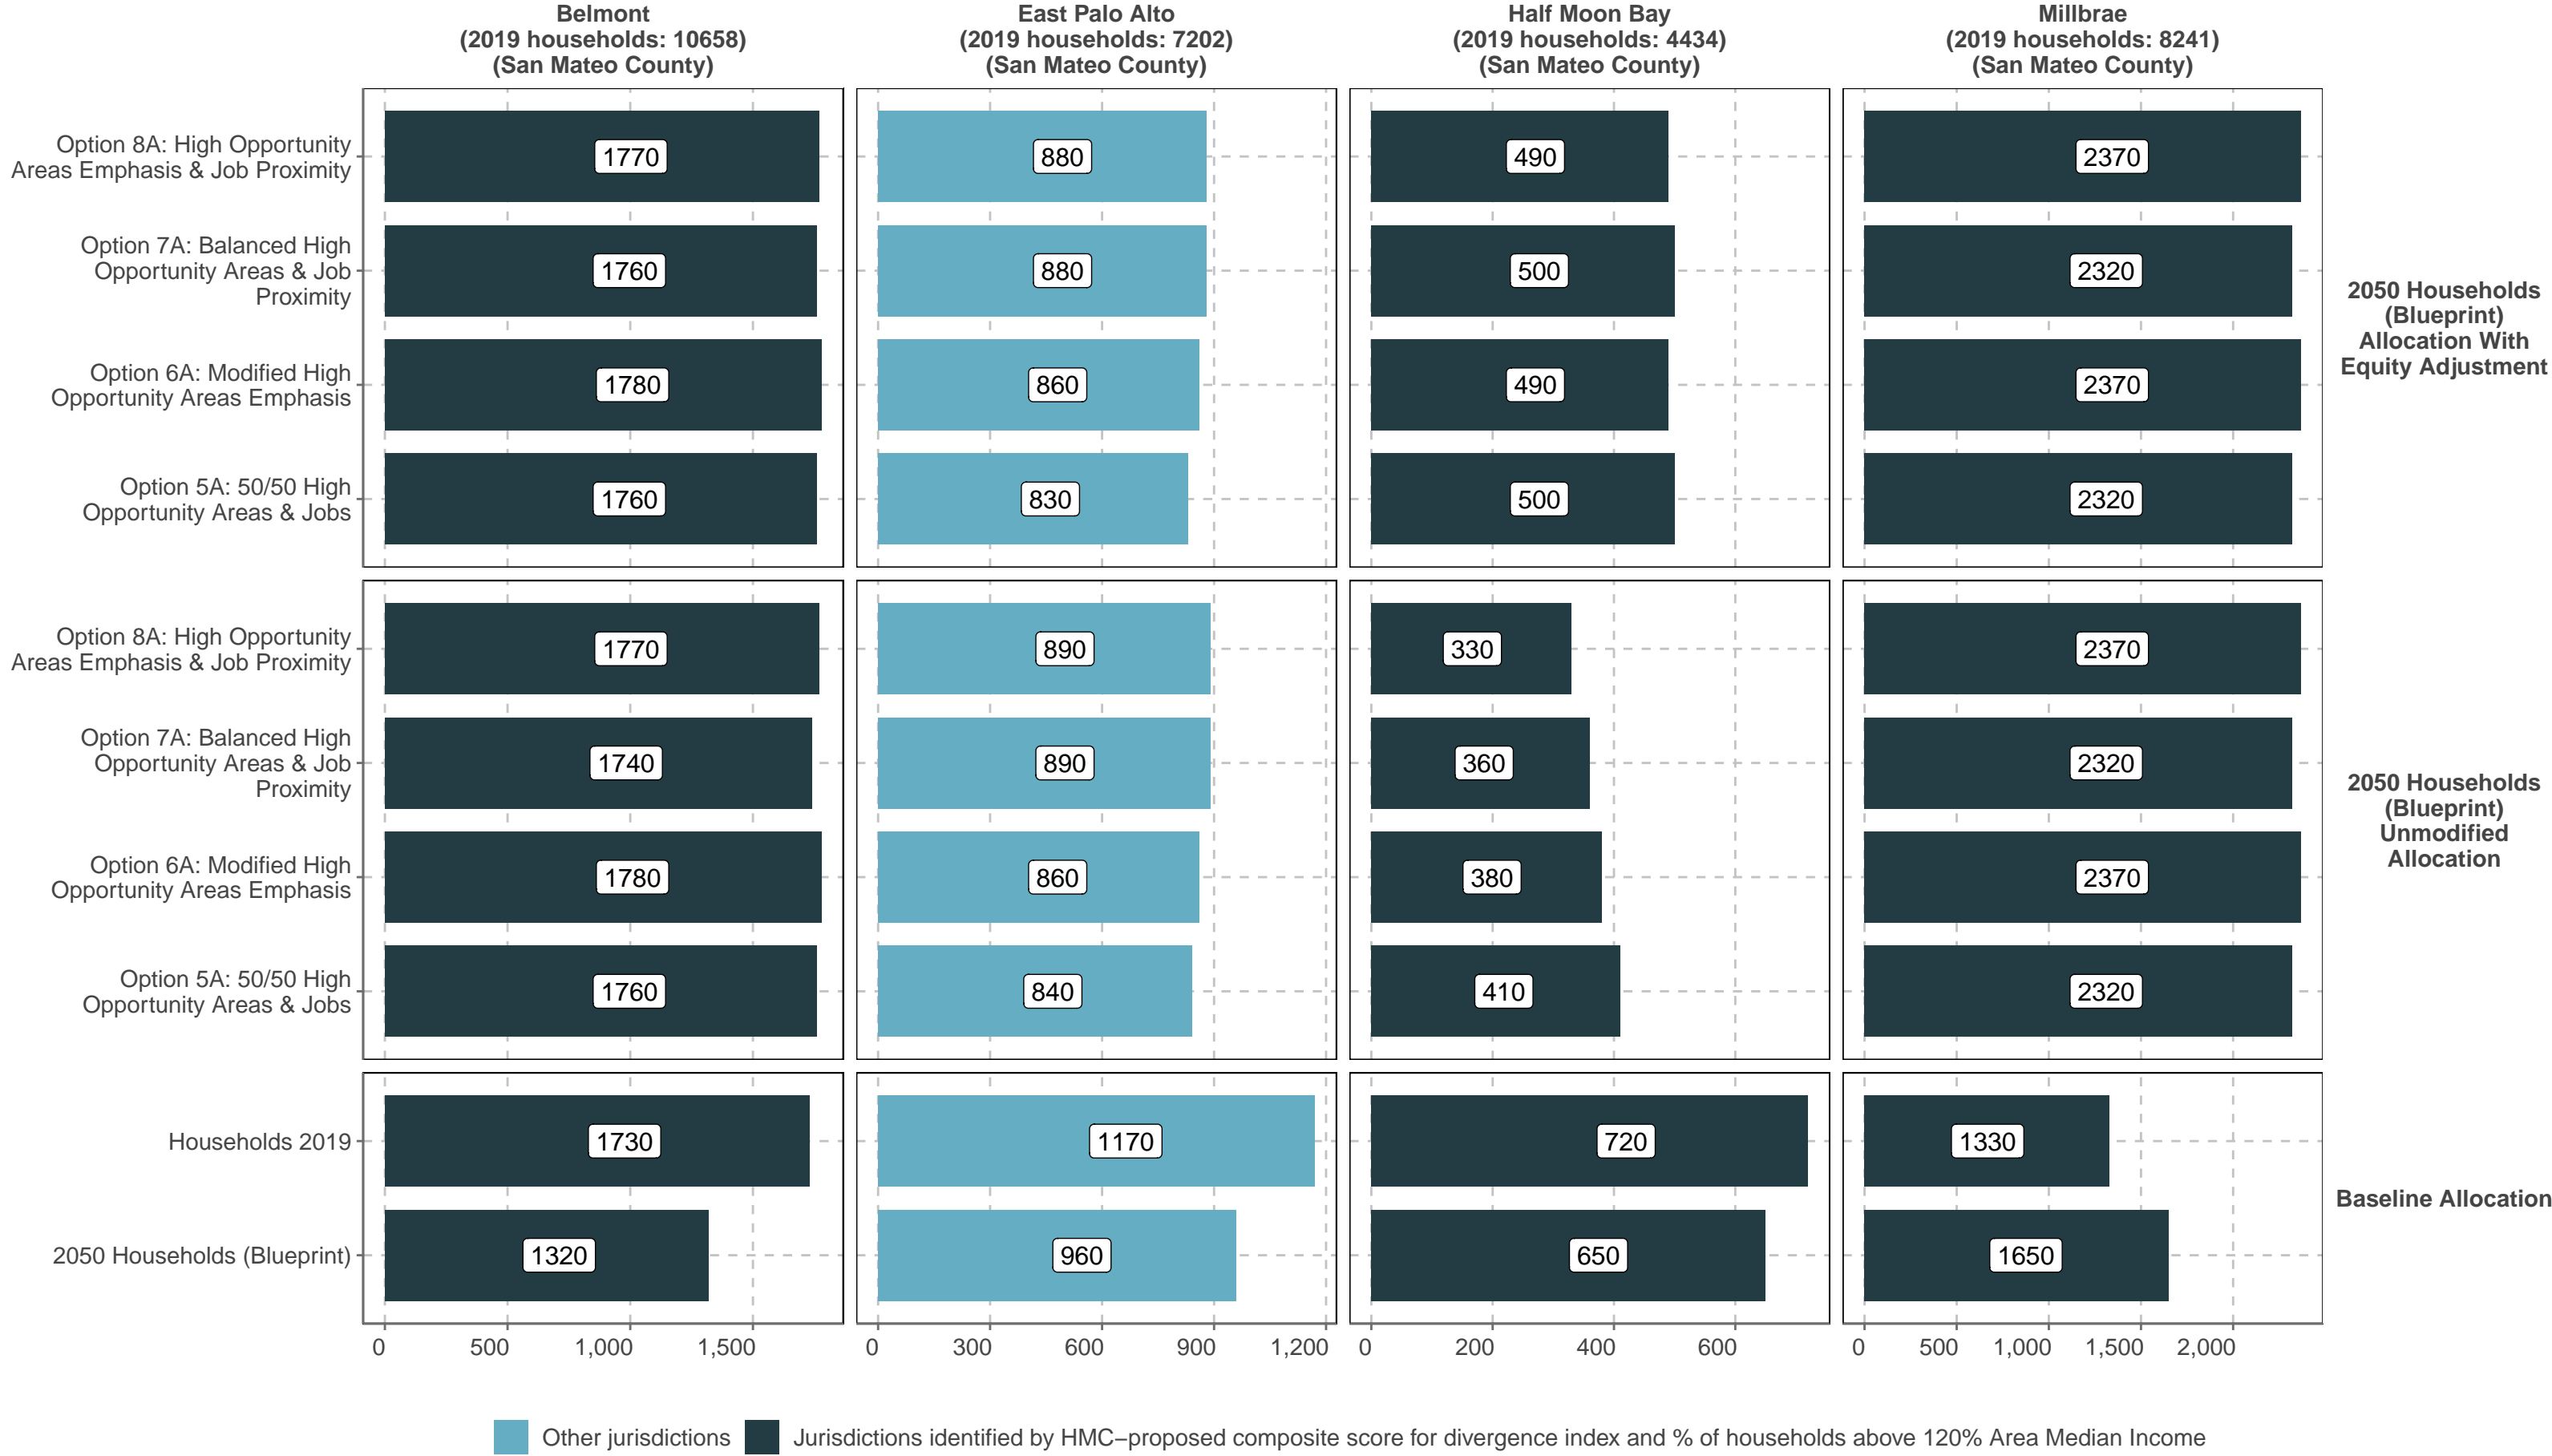 Belmont
(2019 households: 10658)
(San Mateo County)
East Palo Alto
(2019 households: 7202)
(San Mateo County)
Half Moon Bay
(2019 households: 4434)
(San Mateo County)
Millbrae
(2019 households: 8241)
(San Mateo County)
Option 8A: High Opportunity
Areas Emphasis & Job Proximity
1770
880
490
2370
Option 7A: Balanced High
Opportunity Areas & Job
Proximity
1760
880
500
2320
Option 6A: Modified High
Opportunity Areas Emphasis
1780
860
490
2370
Option 5A: 50/50 High
Opportunity Areas & Jobs
1760
830
500
2320
2050 Households
(Blueprint)
Allocation With
Equity Adjustment
Option 8A: High Opportunity
Areas Emphasis & Job Proximity
1770
890
330
2370
Option 7A: Balanced High
Opportunity Areas & Job
Proximity
1740
890
360
2320
Option 6A: Modified High
Opportunity Areas Emphasis
1780
860
380
2370
Option 5A: 50/50 High
Opportunity Areas & Jobs
1760
840
410
2320
2050 Households
(Blueprint)
Unmodified
Allocation
Households 2019
1730
1170
720
1330
2050 Households (Blueprint)
1320
960
650
1650
Baseline Allocation
0 500 1,000 1,500
0 300 600 900 1,200
0 200 400 600
0 500 1,000 1,500 2,000
Other jurisdictions
Jurisdictions identified by HMC−proposed composite score for divergence index and % of households above 120% Area Median Income